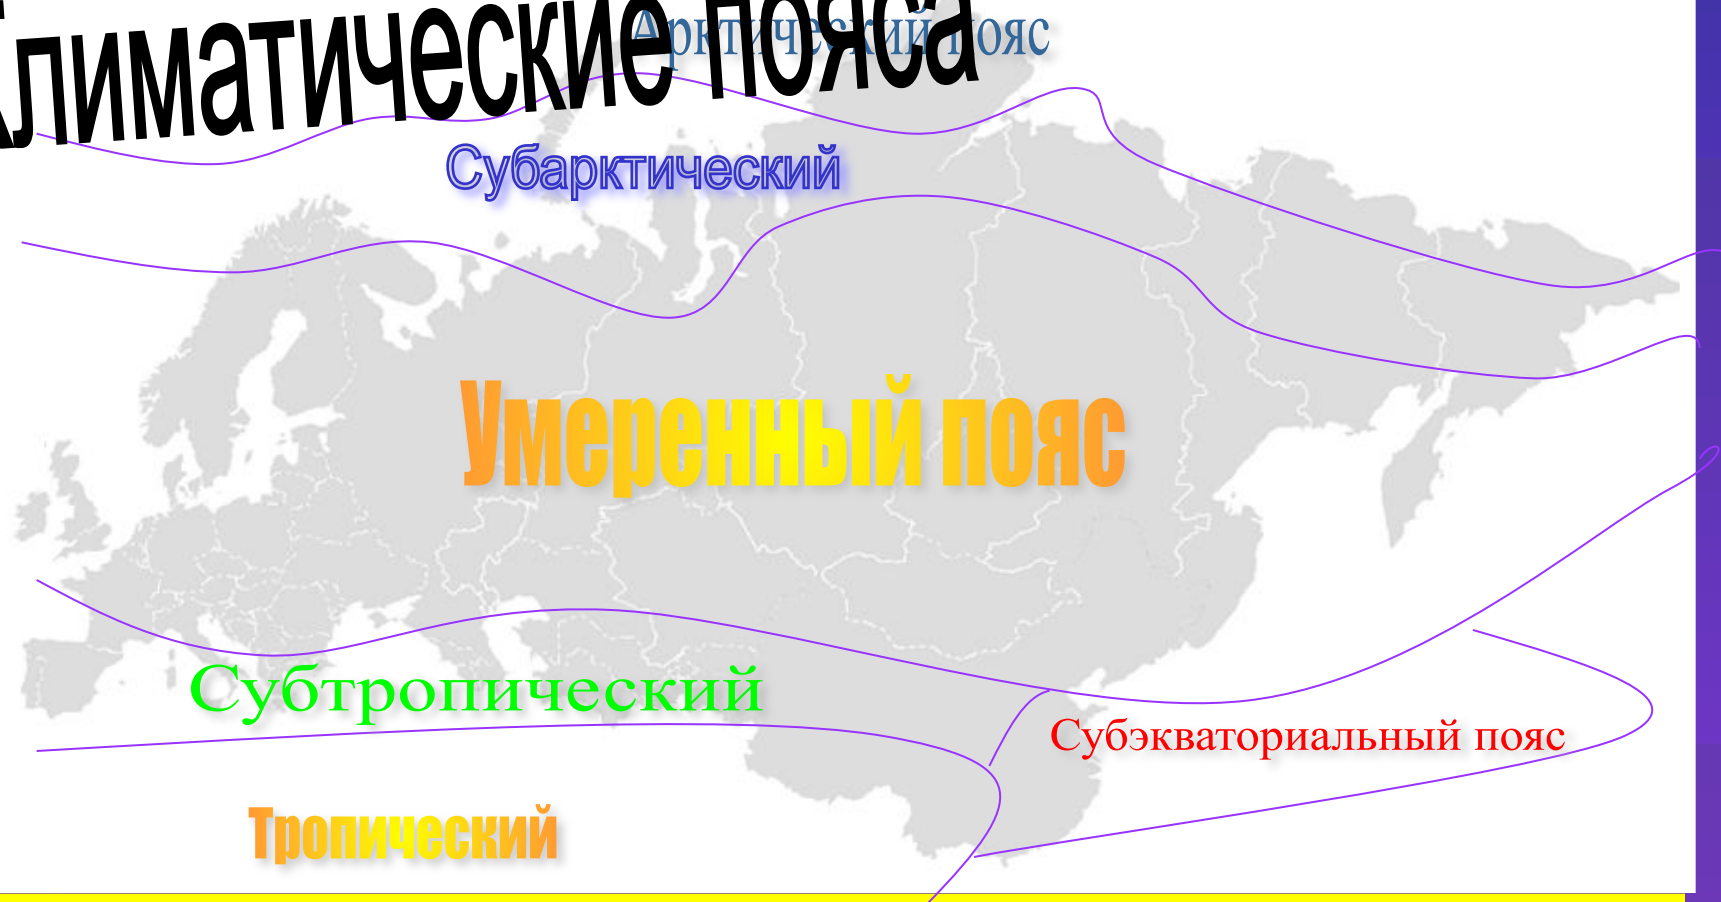 Климатические пояса
Арктический пояс
Субарктический
Умеренный пояс
Субтропический
Субэкваториальный пояс
Тропический